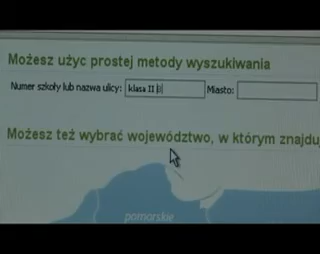 Możesz użyc prostej metody wyszukiwania
Numer szkoły lub nazwa ulicy: klasa II Miasto:
Możesz też wybrać województwo, w którym znajdu
pomorskie